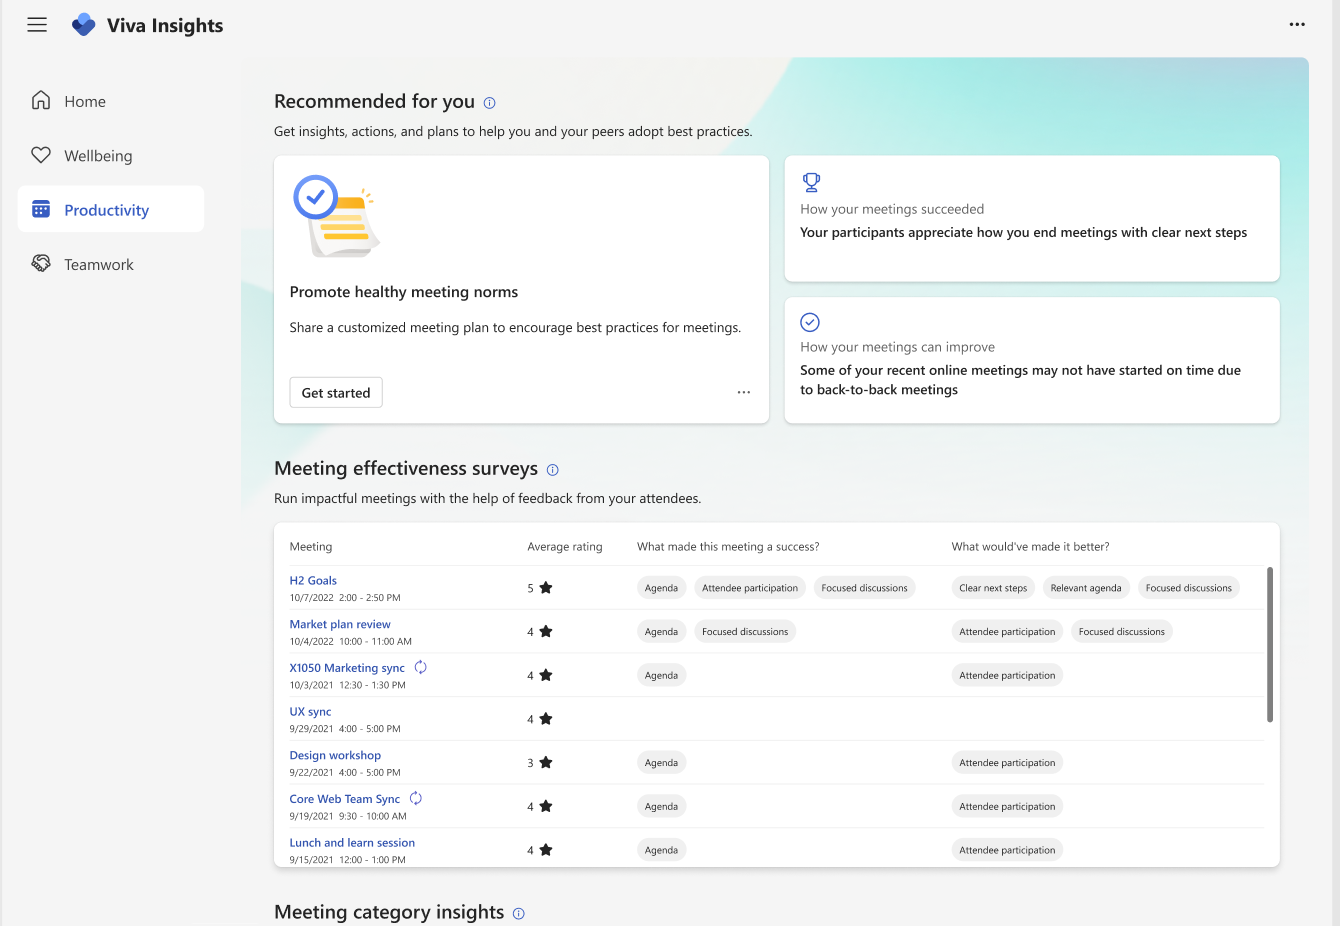 Viva Insights
Home
Wellbeing
Productivity
Teamwork
Recommended for you
Get insights, actions, and plans to help you and your peers adopt best practices.
Promote healthy meeting norms
Share a customized meeting plan to encourage best practices for meetings.
Get started
How your meetings succeeded
Your participants appreciate how you end meetings with clear next steps
How your meetings can improve
Some of your recent online meetings may not have started on time due
to back-to-back meetings
Meeting effectiveness surveys
Run impactful meetings with the help of feedback from your attendees.
Meeting Average rating What made this meeting a success? What would've made it better?
H2 Goals
10/7/2022 2:00 - 2:50 PM
5 Agenda Attendee participation Focused discussions Clear next steps Relevant agenda Focused discussions
Market plan review
10/4/2022 10:00 - 11:00 AM
4 Agenda Focused discussions Attendee participation Focused discussions
X1050 Marketing sync
10/3/2021 12:30 - 1:30 PM
4 Agenda Attendee participation
UX sync
9/29/2021 4:00 - 5:00 PM
4
Design workshop
9/22/2021 4:00 - 5:00 PM
3 Agenda Attendee participation
Core Web Team Sync
9/19/2021 9:30 - 10:00 AM
4 Agenda Attendee participation
Lunch and learn session
9/15/2021 12:00 - 1:00 PM
4 Agenda Attendee participation
Meeting category insights